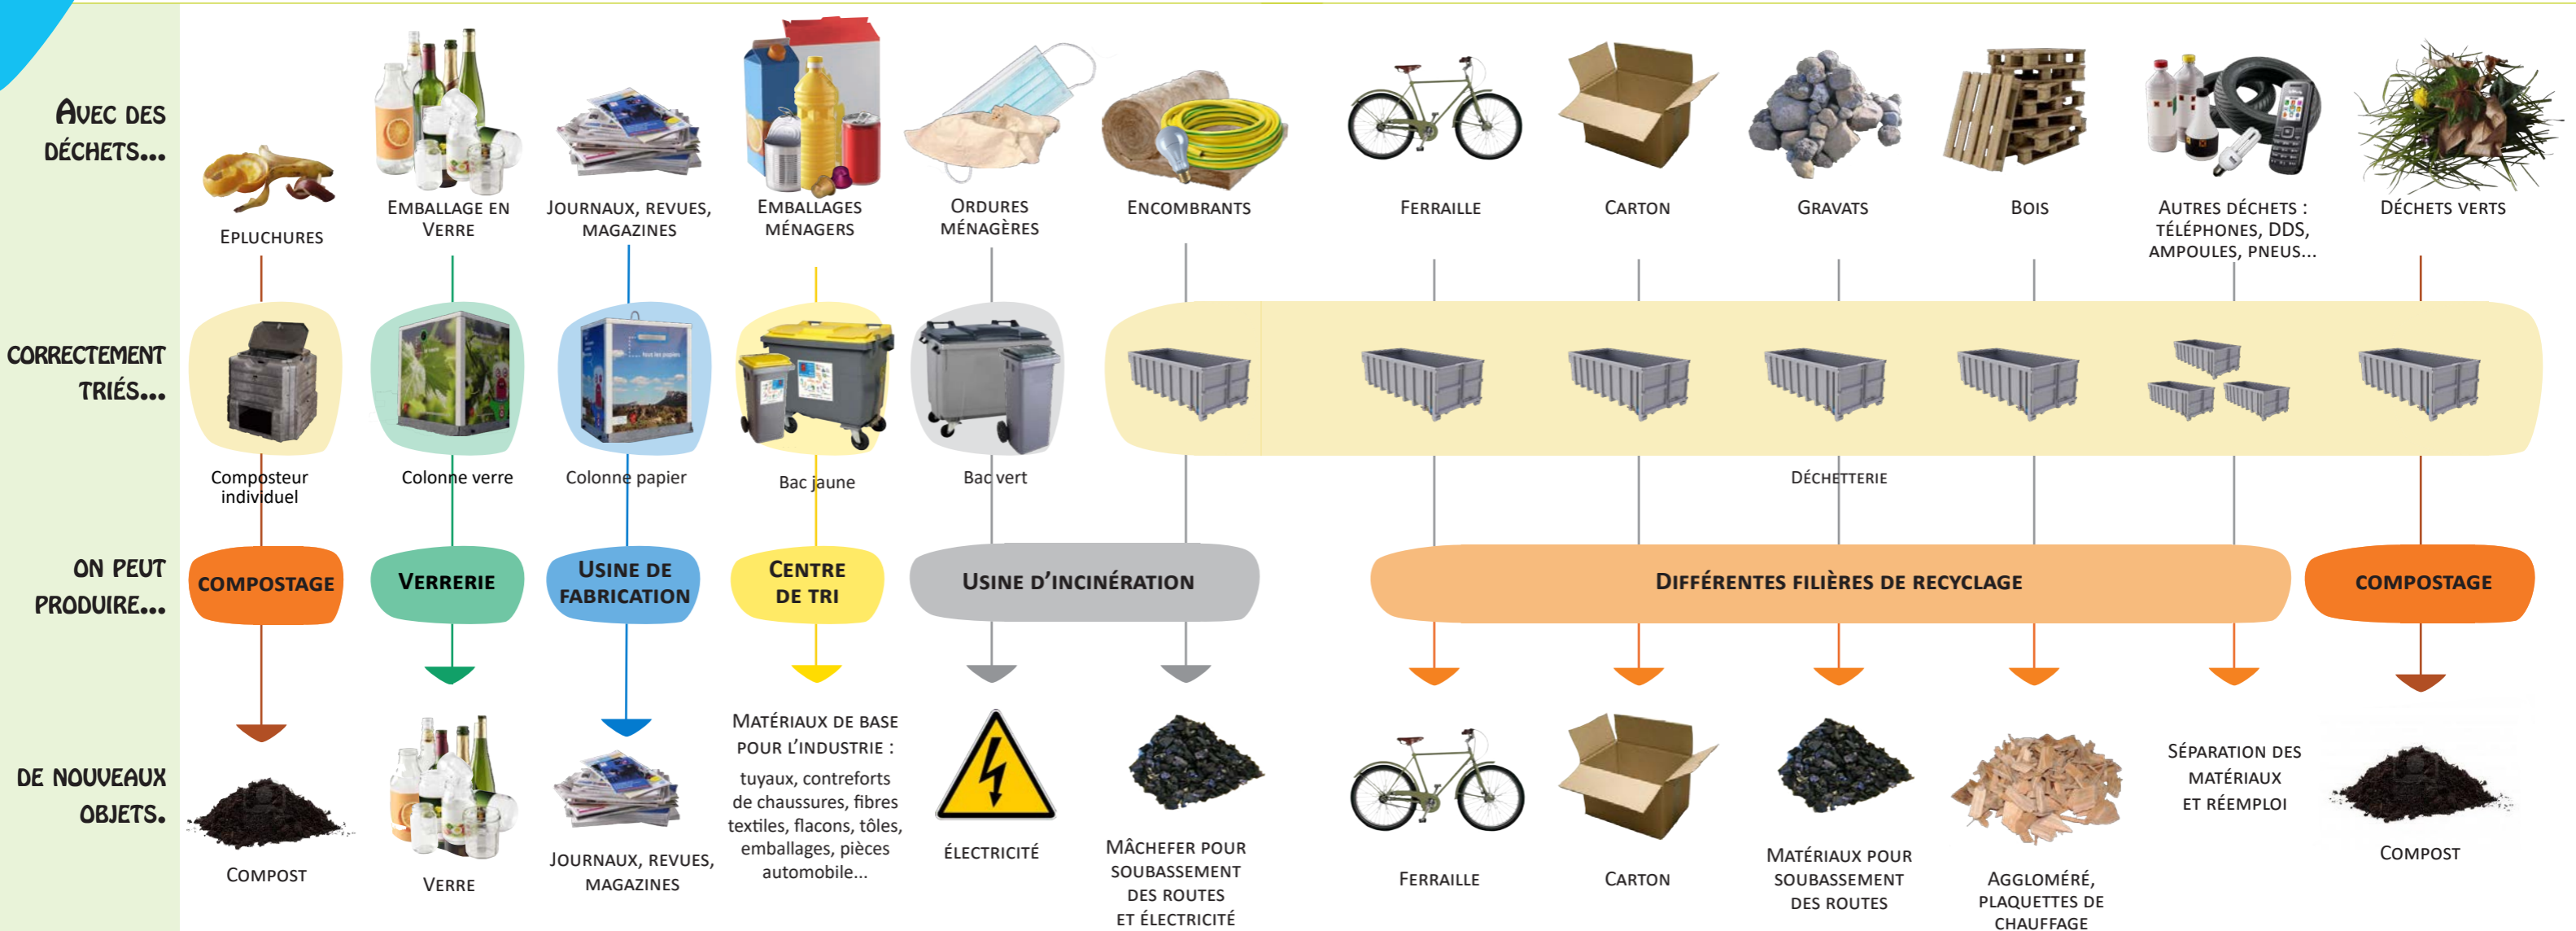 AVEC DES
DÉCHETS...
EPLUCHURES
EMBALLAGE EN
VERRE
JOURNAUX, REVUES,
MAGAZINES
EMBALLAGES
MÉNAGERS
ORDURES
MÉNAGÈRES
ENCOMBRANTS
FERRAILLE
CARTON
GRAVATS
BOIS
AUTRES DÉCHETS :
TÉLÉPHONES, DDS,
AMPOULES, PNEUS...
DÉCHETS VERTS
CORRECTEMENT
TRIÉS...
Composteur
individuel
Colonne verre
Colonne papier
Bac jaune
Bac vert
DÉCHETTERIE
ON PEUT
PRODUIRE...
COMPOSTAGE
VERRERIE
USINE DE
FABRICATION
CENTRE
DE TRI
USINE D'INCINÉRATION
DIFFÉRENTES FILIÈRES DE RECYCLAGE
COMPOSTAGE
DE NOUVEAUX
OBJETS.
COMPOST
VERRE
JOURNAUX, REVUES,
MAGAZINES
MATÉRIAUX DE BASE
POUR L'INDUSTRIE :
tuyaux, contreforts
de chaussures, fibres
textiles, flacons, tôles,
emballages, pièces
automobile...
ÉLECTRICITÉ
MÂCHEFER POUR
SOUBASSEMENT
DES ROUTES
ET ÉLECTRICITÉ
FERRAILLE
CARTON
MATÉRIAUX POUR
SOUBASSEMENT
DES ROUTES
AGGLOMÉRÉ,
PLAQUETTES DE
CHAUFFAGE
SÉPARATION DES
MATÉRIAUX
ET RÉEMPLOI
COMPOST